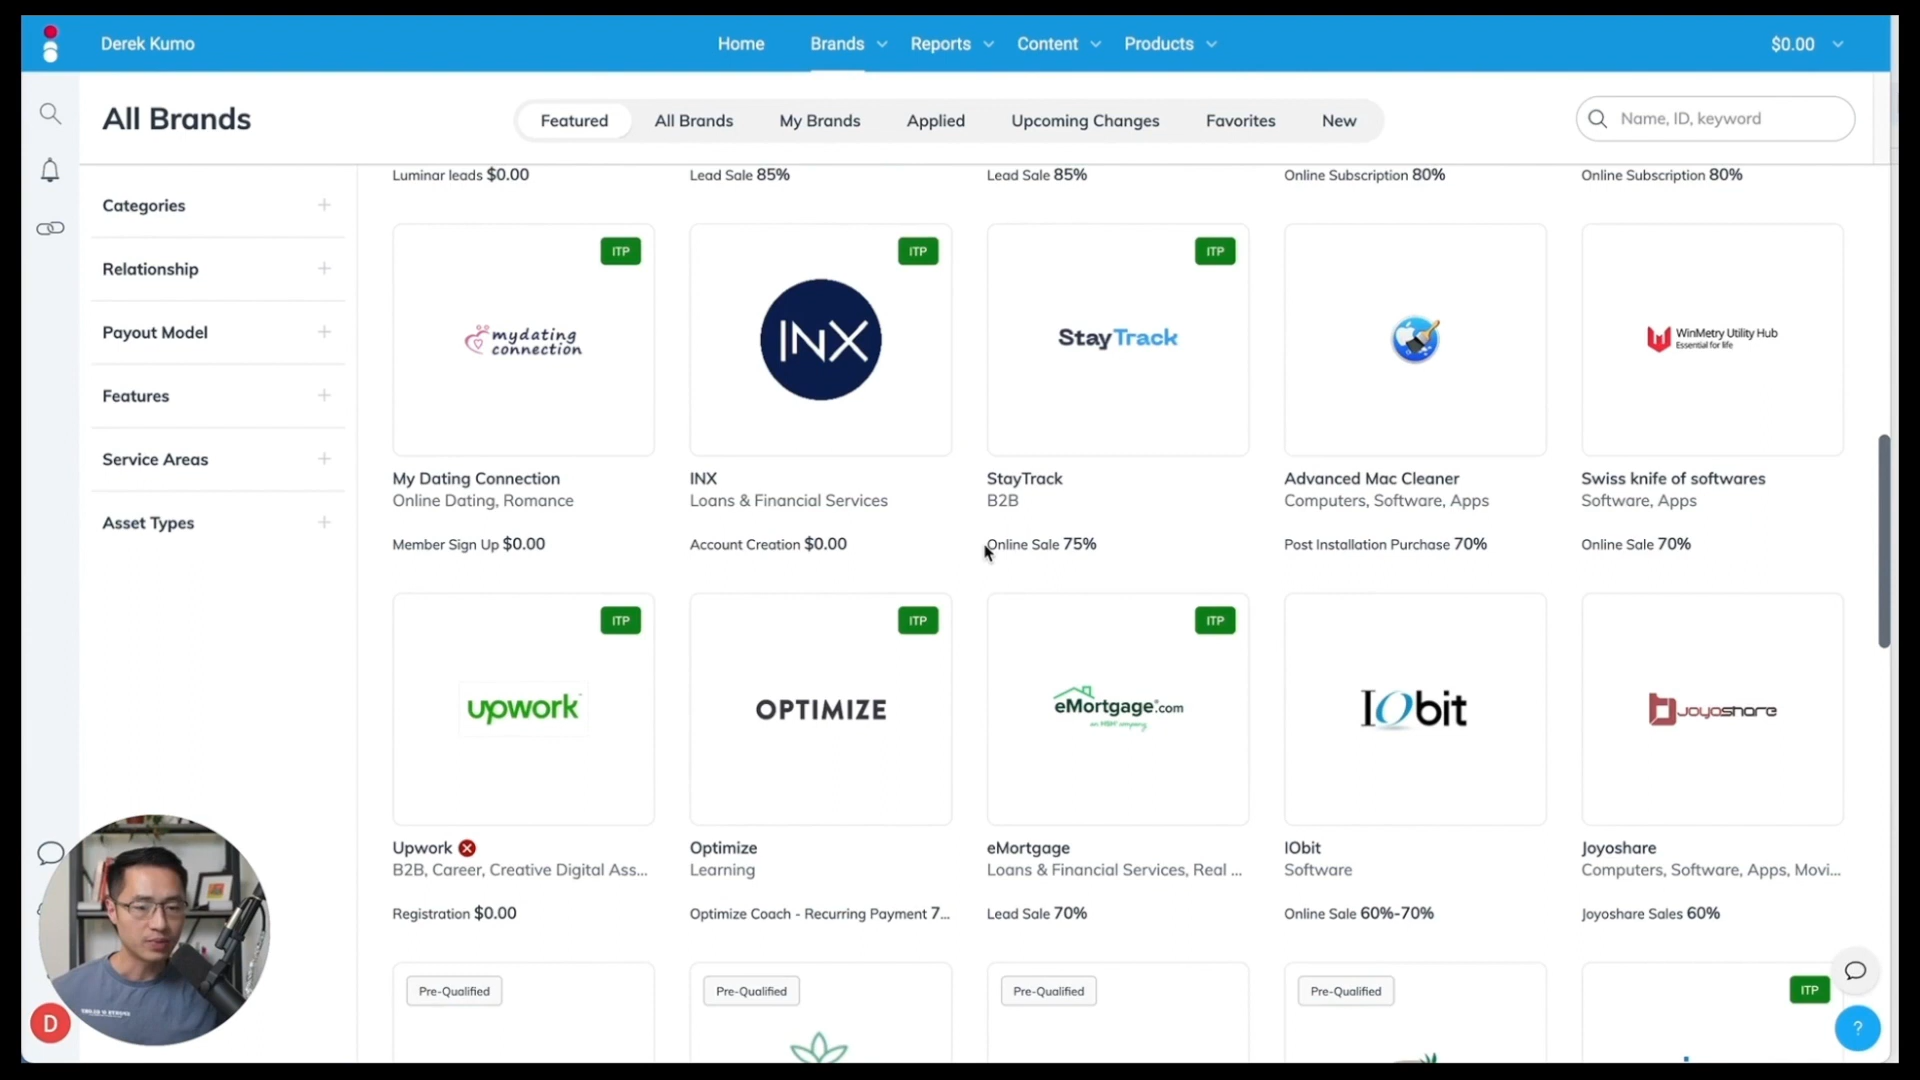 Derek Kumo
Home Brands Reports Content Products
$0.00
All Brands
Featured All Brands My Brands Applied Upcoming Changes Favorites New
Name, ID, keyword
Categories
Relationship
Payout Model
Features
Service Areas
Asset Types
Luminar leads $0.00
Lead Sale 85%
Lead Sale 85%
Online Subscription 80%
Online Subscription 80%
ITP
mydating
connection
My Dating Connection
Online Dating, Romance
Member Sign Up $0.00
ITP
INX
INX
Loans & Financial Services
Account Creation $0.00
ITP
StayTrack
StayTrack
B2B
Online Sale 75%
Advanced Mac Cleaner
Computers, Software, Apps
Post Installation Purchase 70%
WinMetry Utility Hub
Essential for life
Swiss knife of softwares
Software, Apps
Online Sale 70%
ITP
upwork
Upwork
B2B, Career, Creative Digital Ass...
Registration $0.00
ITP
OPTIMIZE
Optimize
Learning
Optimize Coach - Recurring Payment 7...
ITP
eMortgage.com
an HSH company
eMortgage
Loans & Financial Services, Real ...
Lead Sale 70%
IObit
IObit
Software
Online Sale 60%-70%
Joyoshare
Joyoshare
Computers, Software, Apps, Movi...
Joyoshare Sales 60%
Pre-Qualified
Pre-Qualified
Pre-Qualified
Pre-Qualified
ITP
D
?